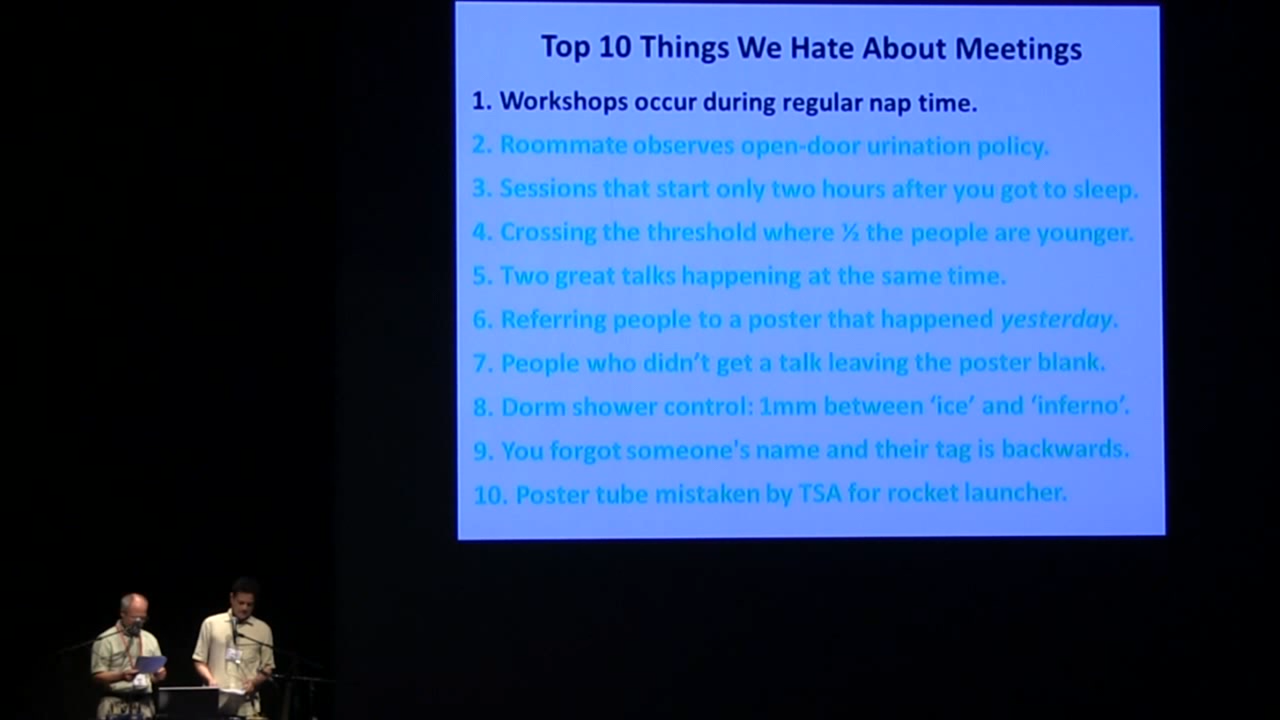 Top 10 Things We Hate About Meetings
1. Workshops occur during regular nap time.
2. Roommate observes open-door urination policy.
3. Sessions that start only two hours after you got to sleep.
4. Crossing the threshold where ½ the people are younger.
5. Two great talks happening at the same time.
6. Referring people to a poster that happened yesterday.
7. People who didn’t get a talk leaving the poster blank.
8. Dorm shower control: 1mm between ‘ice’ and ‘inferno’.
9. You forgot someone's name and their tag is backwards.
10. Poster tube mistaken by TSA for rocket launcher.